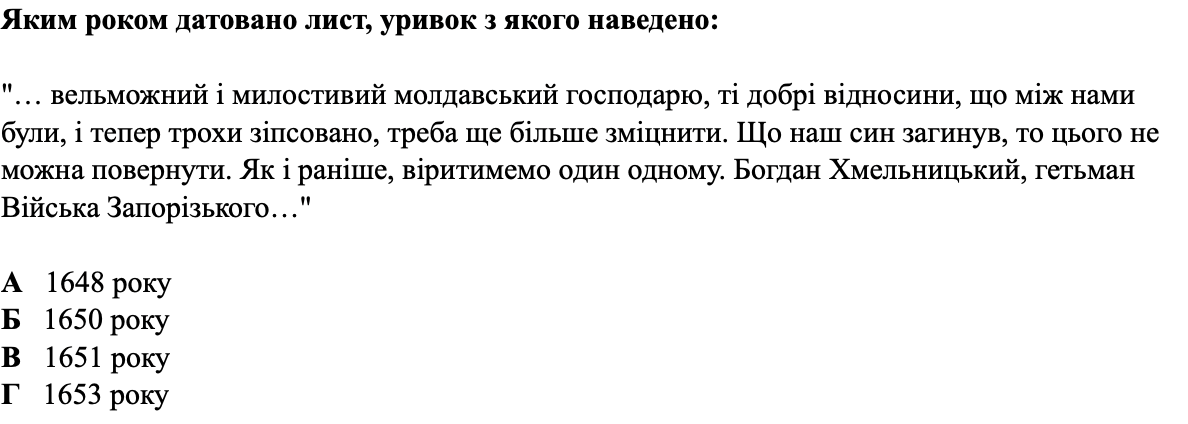 Яким роком датовано лист, уривок з якого наведено:
"… вельможний і милостивий молдавський господарю, ті добрі відносини, що між нами
були, і тепер трохи зіпсовано, треба ще більше зміцнити. Що наш син загинув, то цього не
можна повернути. Як і раніше, віритимемо один одному. Богдан Хмельницький, гетьман
Війська Запорізького…"
А 1648 року
Б 1650 року
В 1651 року
Г 1653 року